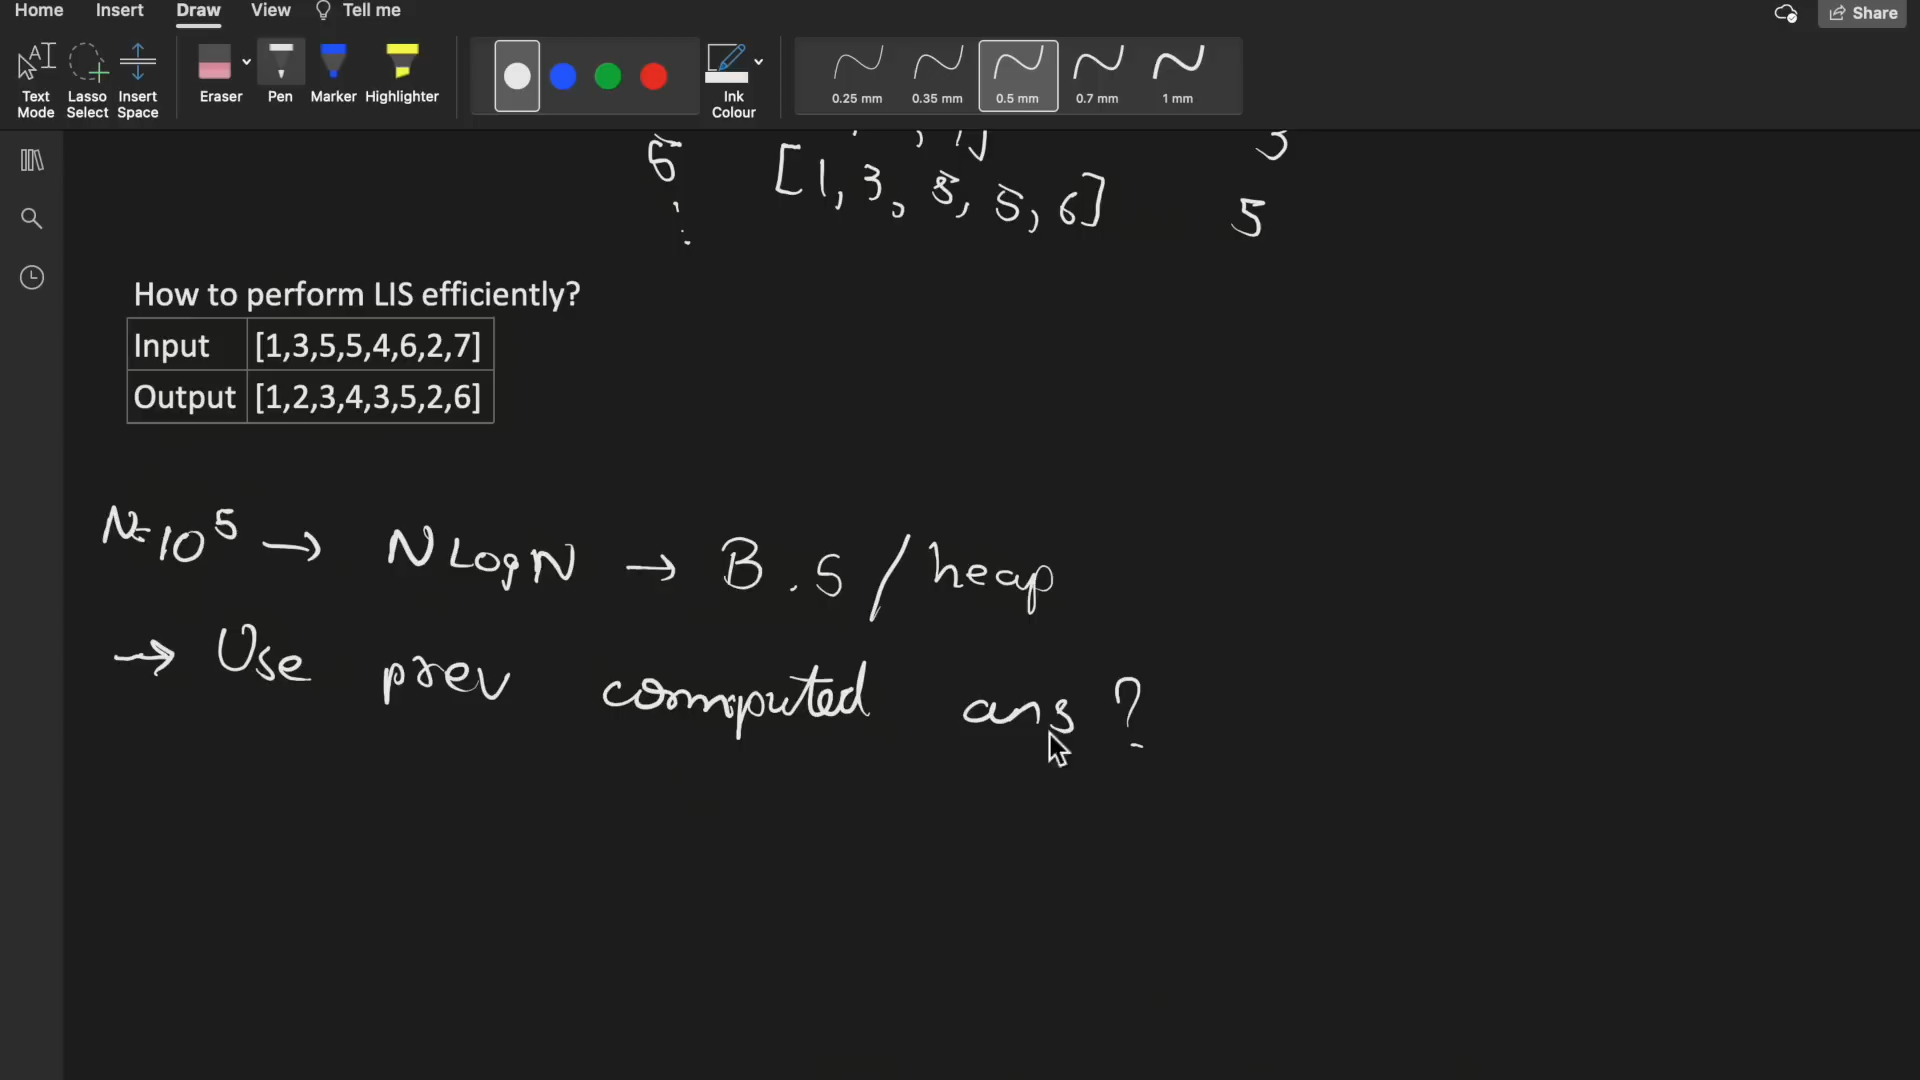 Home Insert Draw View Tell me Share
Text Mode Lasso Select Insert Space Eraser Pen Marker Highlighter Ink Colour 0.25 mm 0.35 mm 0.5 mm 0.7 mm 1 mm
[1, 3, 5, 5, 6] 5
How to perform LIS efficiently?
Input [1,3,5,5,4,6,2,7]
Output [1,2,3,4,3,5,2,6]
N=10^5 → NLogN → B.S / heap
→ Use prev computed ans ?